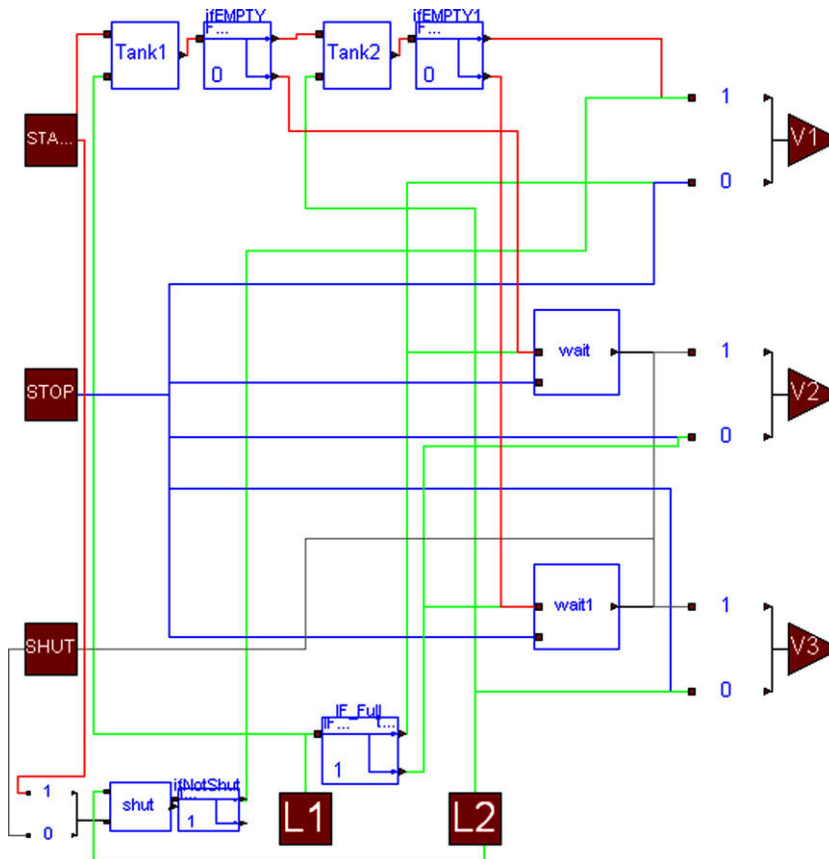 ifEMPTY
ifEMPTY1
F...
F...
Tank1
Tank2
0
0
1
STA...
V1
0
wait
1
STOP
V2
0
wait1
1
SHUT
V3
0
IF_Full
IF... t...
1
ifNotShut
I...
1
shut
1
0
L1
L2